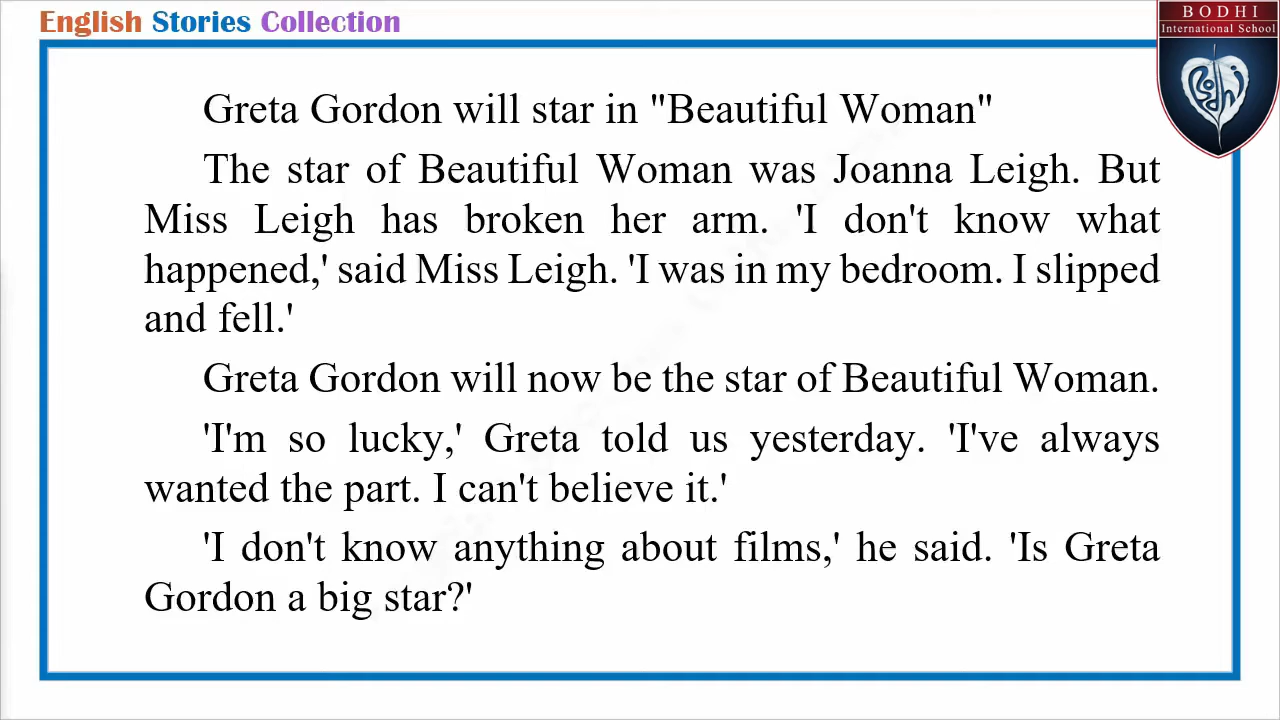 English Stories Collection
BODHI
International School
Greta Gordon will star in "Beautiful Woman"
The star of Beautiful Woman was Joanna Leigh. But
Miss Leigh has broken her arm. 'I don't know what
happened,' said Miss Leigh. 'I was in my bedroom. I slipped
and fell.'
Greta Gordon will now be the star of Beautiful Woman.
'I'm so lucky,' Greta told us yesterday. 'I've always
wanted the part. I can't believe it.'
'I don't know anything about films,' he said. 'Is Greta
Gordon a big star?'